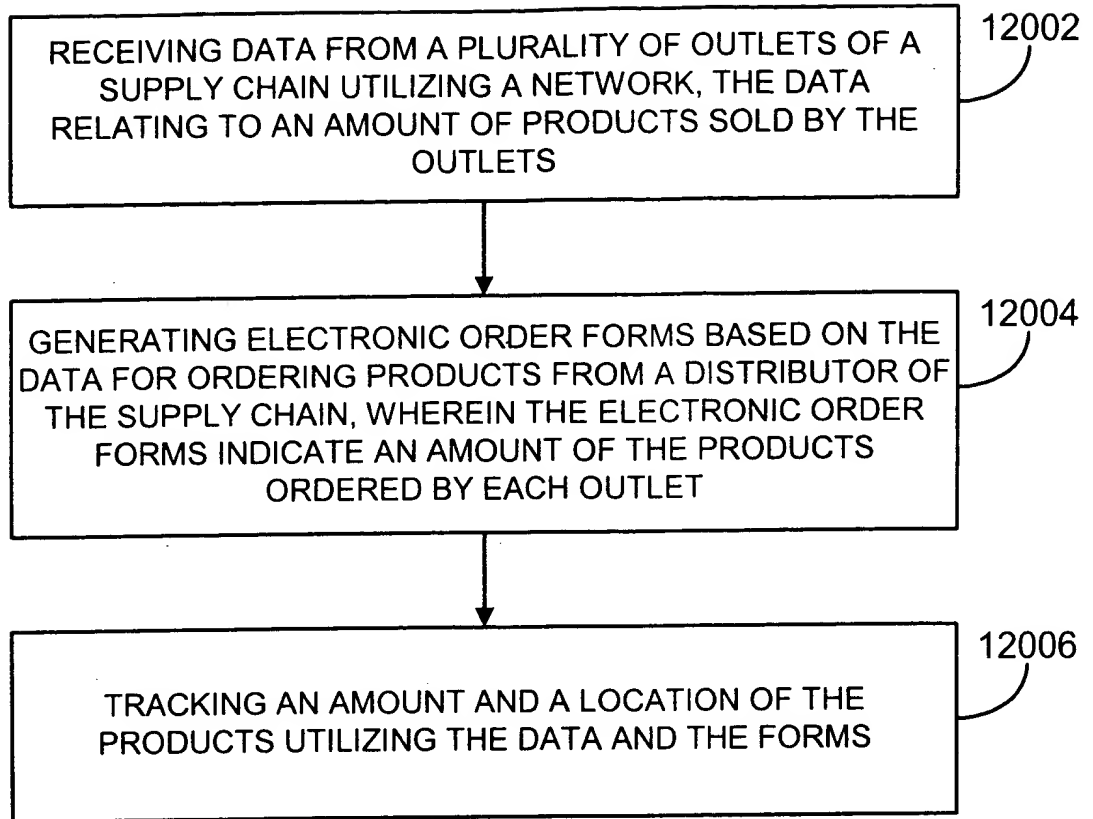 RECEIVING DATA FROM A PLURALITY OF OUTLETS OF A
SUPPLY CHAIN UTILIZING A NETWORK, THE DATA
RELATING TO AN AMOUNT OF PRODUCTS SOLD BY THE
OUTLETS
12002
GENERATING ELECTRONIC ORDER FORMS BASED ON THE
DATA FOR ORDERING PRODUCTS FROM A DISTRIBUTOR OF
THE SUPPLY CHAIN, WHEREIN THE ELECTRONIC ORDER
FORMS INDICATE AN AMOUNT OF THE PRODUCTS
ORDERED BY EACH OUTLET
12004
TRACKING AN AMOUNT AND A LOCATION OF THE
PRODUCTS UTILIZING THE DATA AND THE FORMS
12006